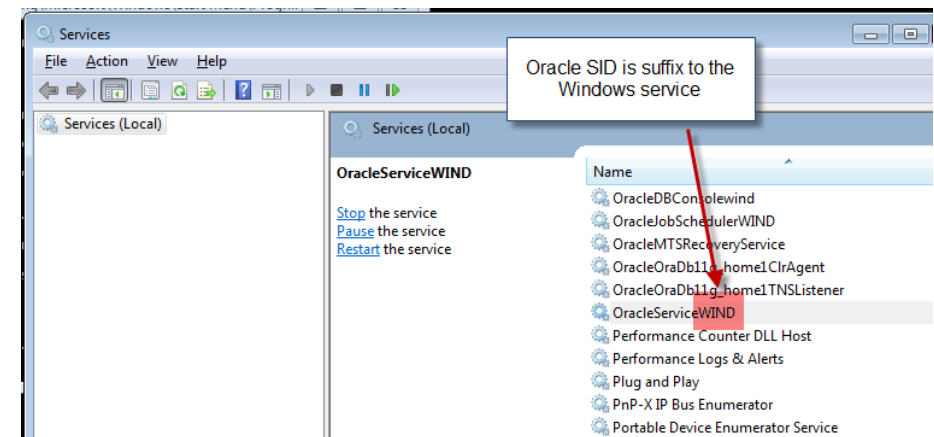 Services
File Action View Help
Oracle SID is suffix to the
Windows service
Services (Local)
Services (Local)
OracleServiceWIND
Stop the service
Pause the service
Restart the service
Name
OracleDBConsolewind
OracleJobSchedulerWIND
OracleMTSRecoveryService
OracleOraDb11g_home1ClrAgent
OracleOraDb11g_home1TNSListener
OracleServiceWIND
Performance Counter DLL Host
Performance Logs & Alerts
Plug and Play
PnP-X IP Bus Enumerator
Portable Device Enumerator Service